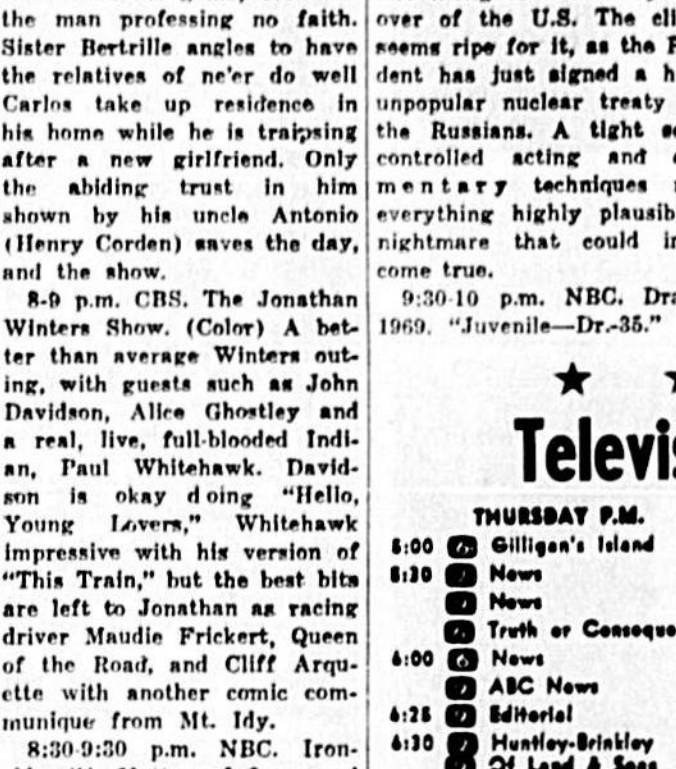 the man professing no faith.
Sister Bertrille angles to have
the relatives of ne'er do well
Carlos take up residence in
his home while he is traipsing
after a new girlfriend. Only
the abiding trust in him
shown by his uncle Antonio
(Henry Corden) saves the day,
and the show.
8-9 p.m. CBS. The Jonathan
Winters Show. (Color) A bet-
ter than average Winters out-
ing, with guests such as John
Davidson, Alice Ghostley and
a real, live, full-blooded Indi-
an, Paul Whitehawk. David-
son is okay doing "Hello,
Young Lovers," Whitehawk
impressive with his version of
"This Train," but the best bits
are left to Jonathan as racing
driver Maudie Frickert, Queen
of the Road, and Cliff Arqu-
ette with another comic com-
munique from Mt. Idy.
8:30-9:30 p.m. NBC. Iron-
over of the U.S. The cli
seems ripe for it, as the P
dent has just signed a h
unpopular nuclear treaty
the Russians. A tight
controlled acting and
mentary techniques
everything highly plausib
nightmare that could i
come true.
9:30-10 p.m. NBC. Dra
1969. "Juvenile—Dr.-35."
Televis
THURSDAY P.M.
5:00 Gilligan's Island
5:30 News
News
Truth or Conseque
6:00 News
ABC News
6:25 Editorial
6:30 Huntley-Brinkley
Of Land & Seas